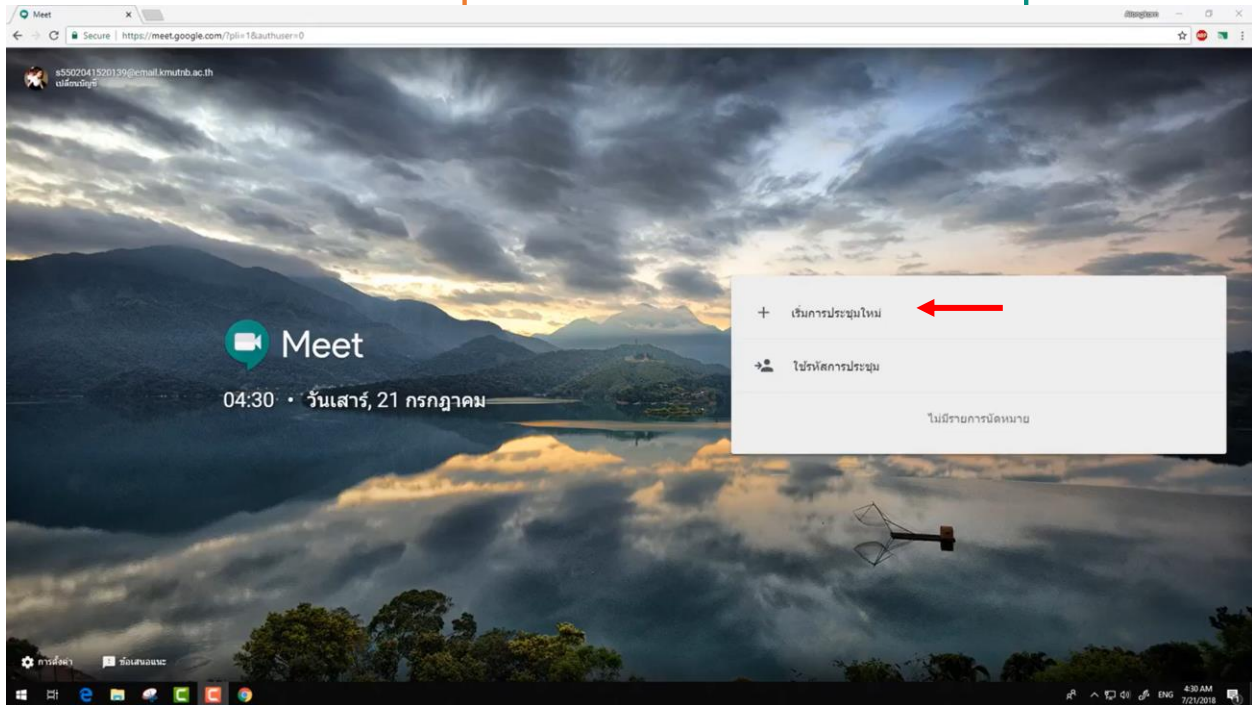 Meet
Secure | https://meet.google.com/?pli=1&authuser=0
s5502041520139@email.kmutnb.ac.th
เปลี่ยนบัญชี
เริ่มการประชุมใหม่
Meet
ใช้รหัสการประชุม
04:30 • วันเสาร์, 21 กรกฎาคม
ไม่มีรายการนัดหมาย
การตั้งค่า
ข้อเสนอแนะ
ENG
4:30 AM
7/21/2018